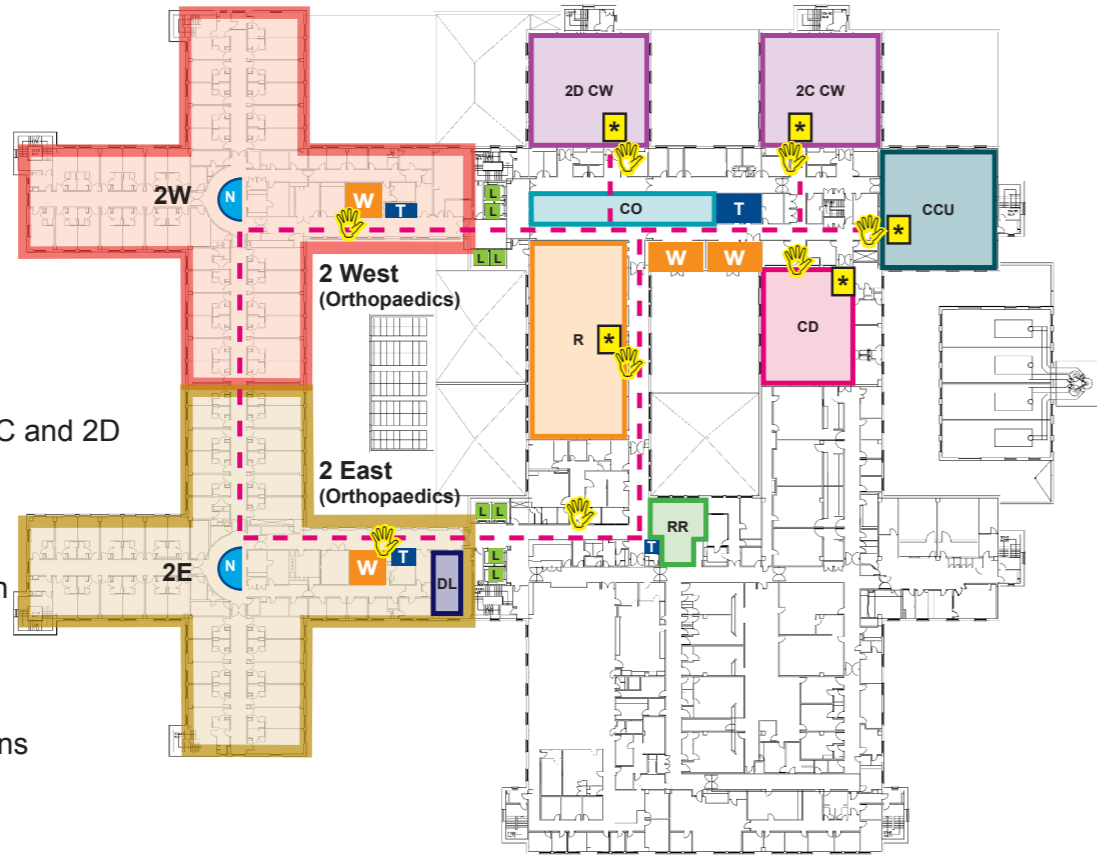 2D CW
2C CW
*
*
2W
N
W
T
L
L
CO
T
CCU
*
L L
W
W
2 West
(Orthopaedics)
R
*
CD
*
C and 2D
2 East
(Orthopaedics)
L L
RR
T
2E
N
W
T
DL
L
L
n
ns